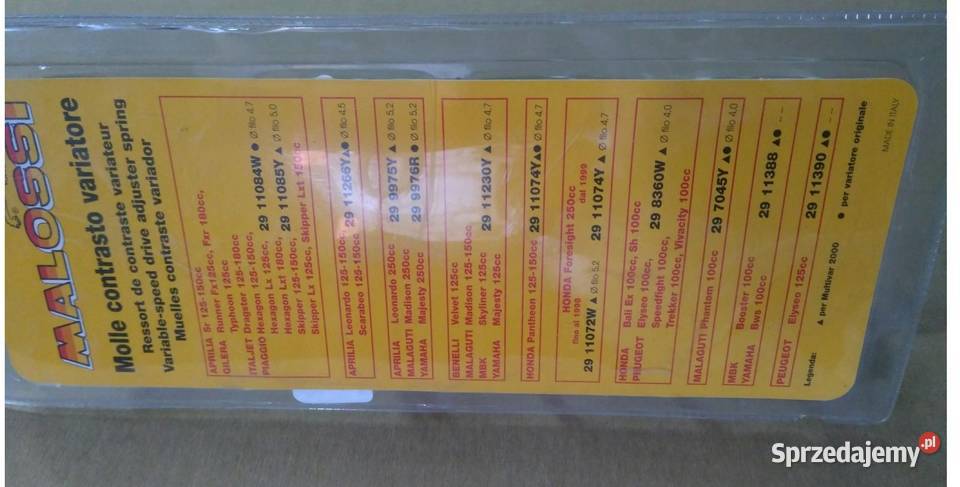 MALOSSI
Molle contrasto variatore
Ressort de contraste variateur
Variable-speed drive adjuster spring
Muelles contraste variador
APRILIA Sr 125-150cc
GILERA Runner Fx125cc, Fxr 180cc,
Typhoon 125cc
ITALJET Dragster 125-180cc
PIAGGIO Hexagon 125-150cc,
Hexagon Lx 125cc, 29 11084W ● Ø filo 4,7
Hexagon Lxt 180cc, 29 11085Y ▲ Ø filo 5,0
Skipper 125-150cc,
Skipper Lx 125cc, Skipper Lxt 150cc
APRILIA Leonardo 125-150cc, 29 11266Y ▲● Ø filo 4,5
Scarabeo 125-150cc
APRILIA Leonardo 250cc 29 9975Y ▲ Ø filo 5,2
MALAGUTI Madison 250cc 29 9976R ● Ø filo 5,2
YAMAHA Majesty 250cc
BENELLI Velvet 125cc
MALAGUTI Madison 125-150cc
MBK Skyliner 125cc 29 11230Y ▲ Ø filo 4,7
YAMAHA Majesty 125cc
HONDA Pantheon 125-150cc 29 11074Y ▲● Ø filo 4,7
HONDA Foresight 250cc
fino al 1998 dal 1999
29 11072W ▲ Ø filo 5,2 29 11074Y ▲ Ø filo 4,7
HONDA Bali Ex 100cc, Sh 100cc
PEUGEOT Elyseo 100cc,
Speedfight 100cc, 29 8360W ▲ Ø filo 4,0
Trekker 100cc, Vivacity 100cc
MALAGUTI Phantom 100cc 29 7045Y ▲● Ø filo 4,0
MBK Booster 100cc 29 11388 ▲● - -
YAMAHA Bws 100cc
PEUGEOT Elyseo 125cc 29 11390 ▲● - -
Legenda: ▲ per Multivar 2000 ● per variatore originale
MADE IN ITALY
Sprzedajemy.pl